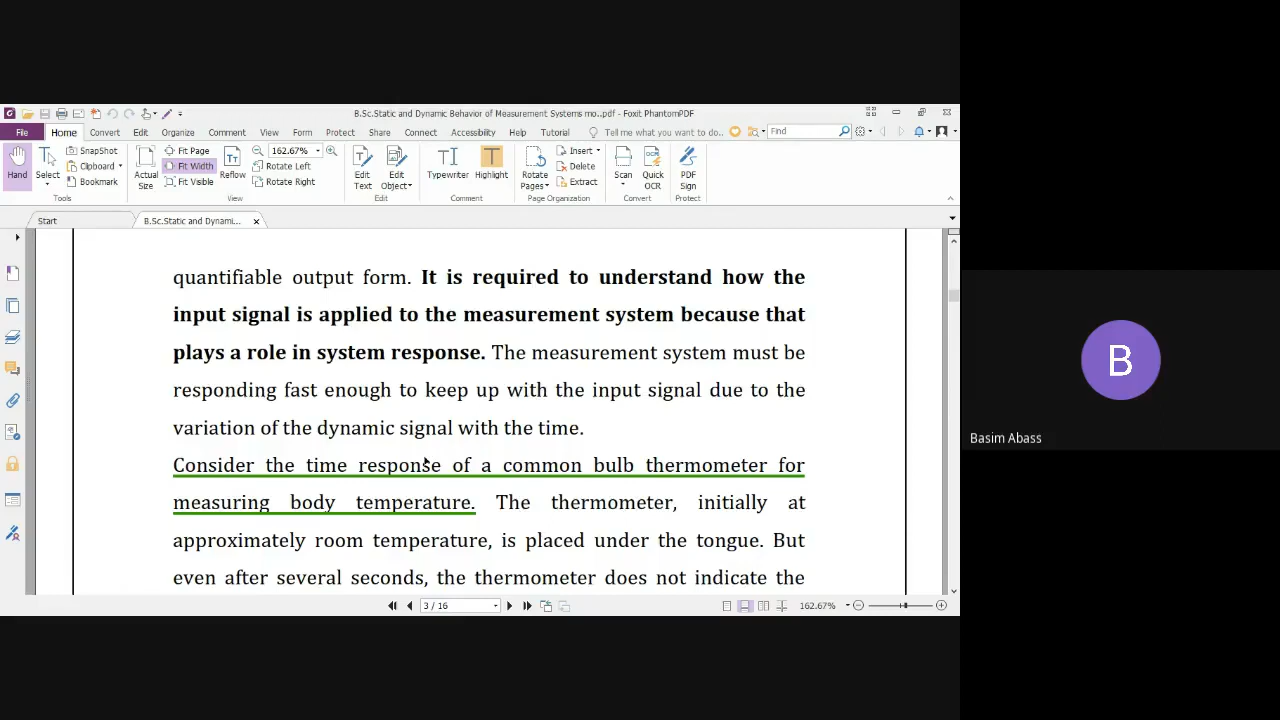 B.Sc.Static and Dynamic Behavior of Measurement Systems mo..pdf - Foxit PhantomPDF
File Home Convert Edit Organize Comment View Form Protect Share Connect Accessibility Help Tutorial Tell me what you want to do.. Find
Hand
Select
SnapShot
Clipboard
Bookmark
Tools
Actual Size
Fit Page
Fit Width
Fit Visible
Reflow
162.67%
Rotate Left
Rotate Right
View
Edit Text
Edit Object
Edit
Typewriter
Highlight
Comment
Rotate Pages
Insert
Delete
Extract
Page Organization
Scan
OCR
Quick OCR
Convert
PDF Sign
Protect
Start
B.Sc.Static and Dynami...
quantifiable output form. It is required to understand how the
input signal is applied to the measurement system because that
plays a role in system response. The measurement system must be
responding fast enough to keep up with the input signal due to the
variation of the dynamic signal with the time.
Consider the time response of a common bulb thermometer for
measuring body temperature. The thermometer, initially at
approximately room temperature, is placed under the tongue. But
even after several seconds, the thermometer does not indicate the
3 / 16
162.67%
B
Basim Abass